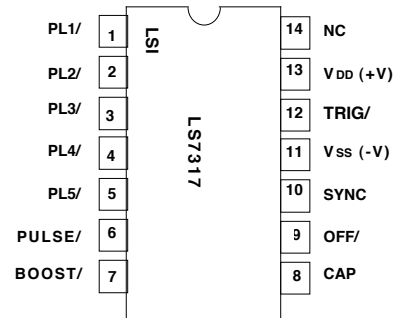 PL1/ 1 LSI 14 NC
PL2/ 2 13 VDD (+V)
PL3/ 3 12 TRIG/
PL4/ 4 LS7317 11 VSS (-V)
PL5/ 5 10 SYNC
PULSE/ 6 9 OFF/
BOOST/ 7 8 CAP